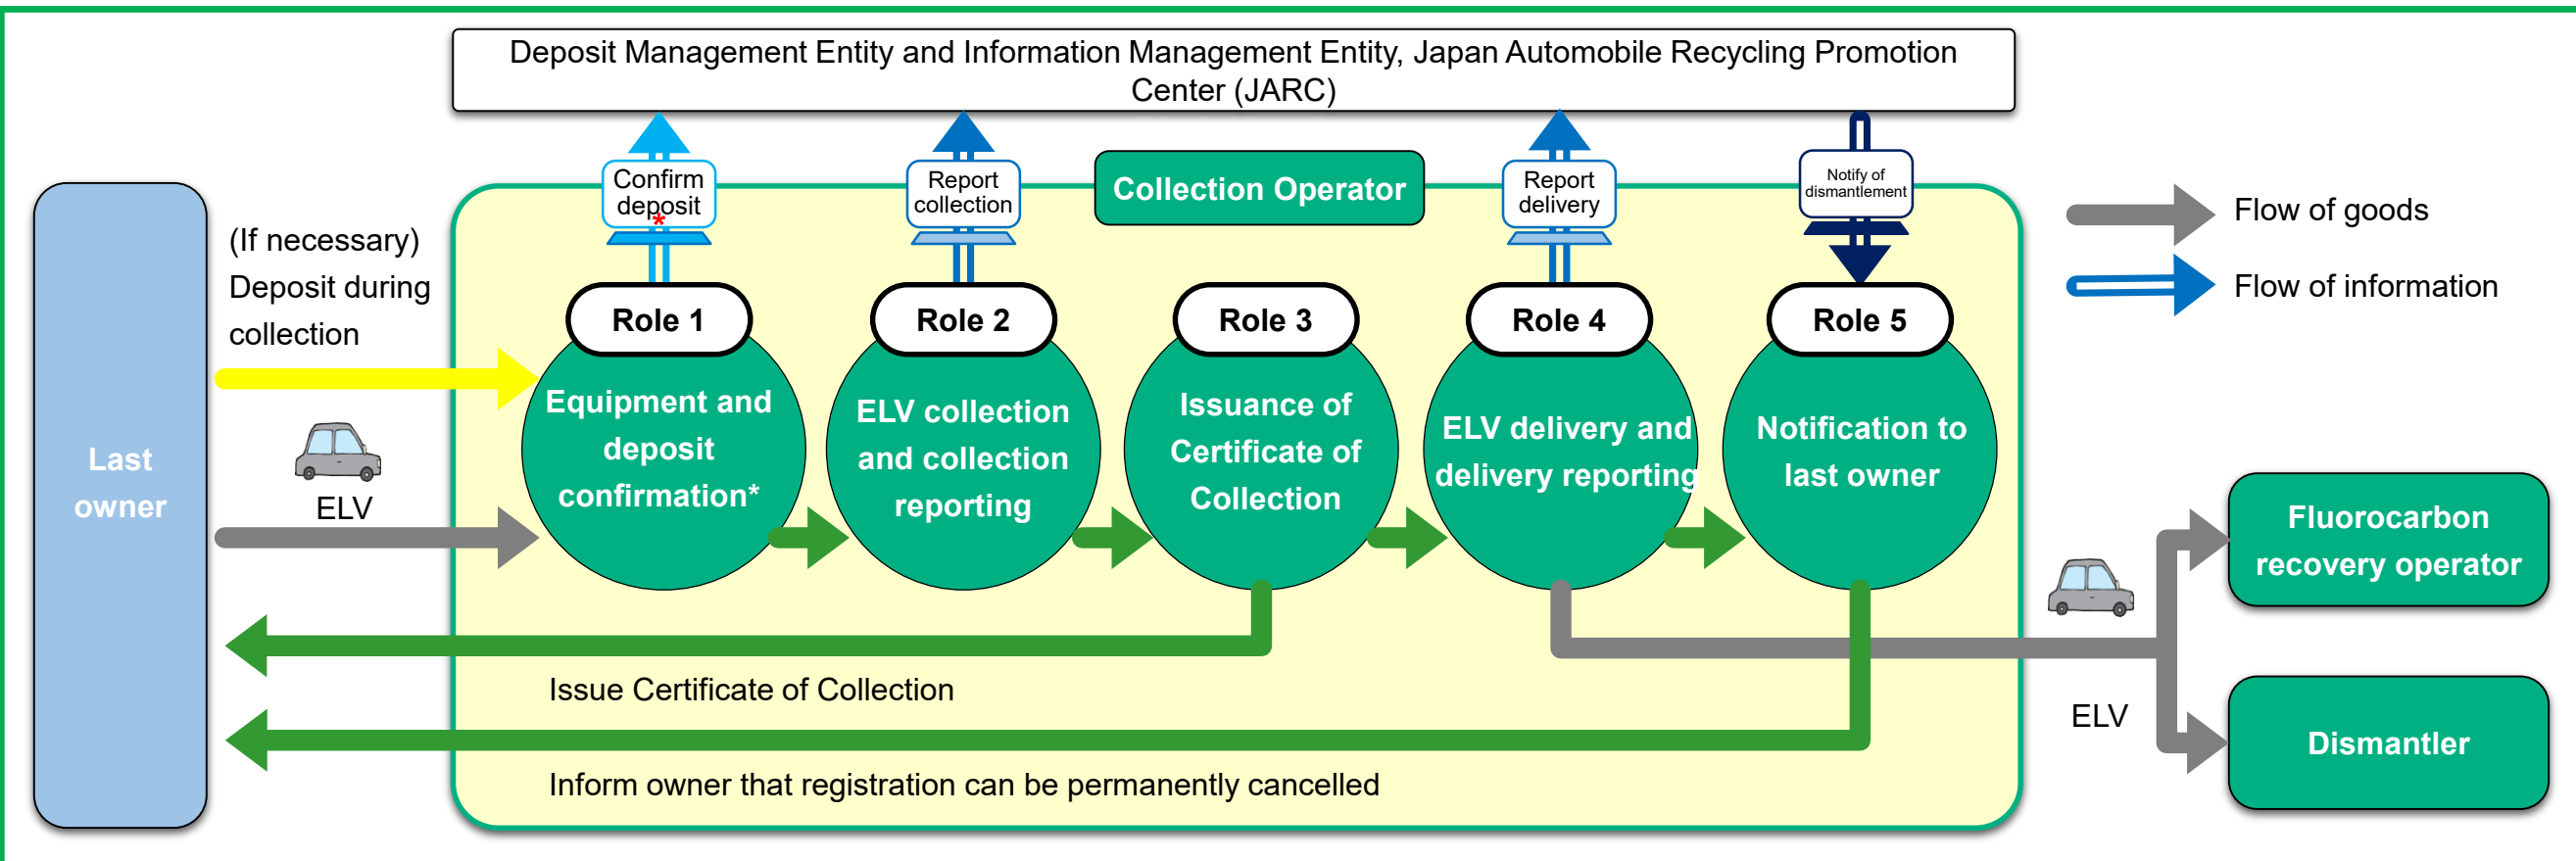 Deposit Management Entity and Information Management Entity, Japan Automobile Recycling Promotion
Center (JARC)
Confirm
deposit
*
Report
collection
Collection Operator
Report
delivery
Notify of
dismantlement
Flow of goods
Flow of information
(If necessary)
Deposit during
collection
Last
owner
ELV
Role 1
Equipment and
deposit
confirmation*
Role 2
ELV collection
and collection
reporting
Role 3
Issuance of
Certificate of
Collection
Role 4
ELV delivery and
delivery reporting
Role 5
Notification to
last owner
Issue Certificate of Collection
Inform owner that registration can be permanently cancelled
ELV
Fluorocarbon
recovery operator
Dismantler